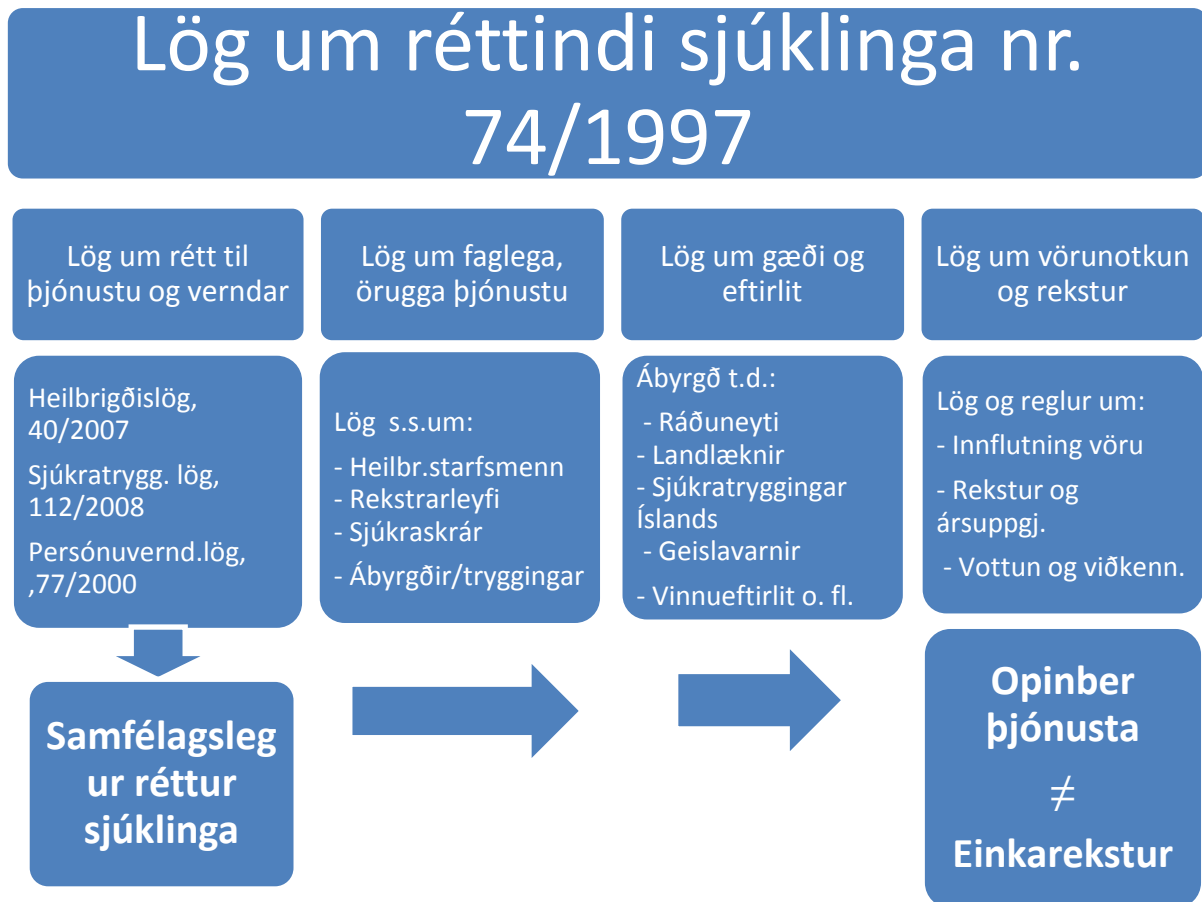 Lög um réttindi sjúklinga nr.
74/1997
Lög um rétt til
þjónustu og verndar
Lög um faglega,
örugga þjónustu
Lög um gæði og
eftirlit
Lög um vörunotkun
og rekstur
Heilbrigðislög,
40/2007
Sjúkratrygg. lög,
112/2008
Persónuvernd.lög,
,77/2000
Lög s.s.um:
- Heilbr.starfsmenn
- Rekstrarleyfi
- Sjúkraskrár
- Ábyrgðir/tryggingar
Ábyrgð t.d.:
- Ráðuneyti
- Landlæknir
- Sjúkratryggingar
Íslands
- Geislavarnir
- Vinnueftirlit o. fl.
Lög og reglur um:
- Innflutning vöru
- Rekstur og
ársuppgj.
- Vottun og viðkenn.
Samfélagsleg
ur réttur
sjúklinga
Opinber
þjónusta
≠
Einkarekstur